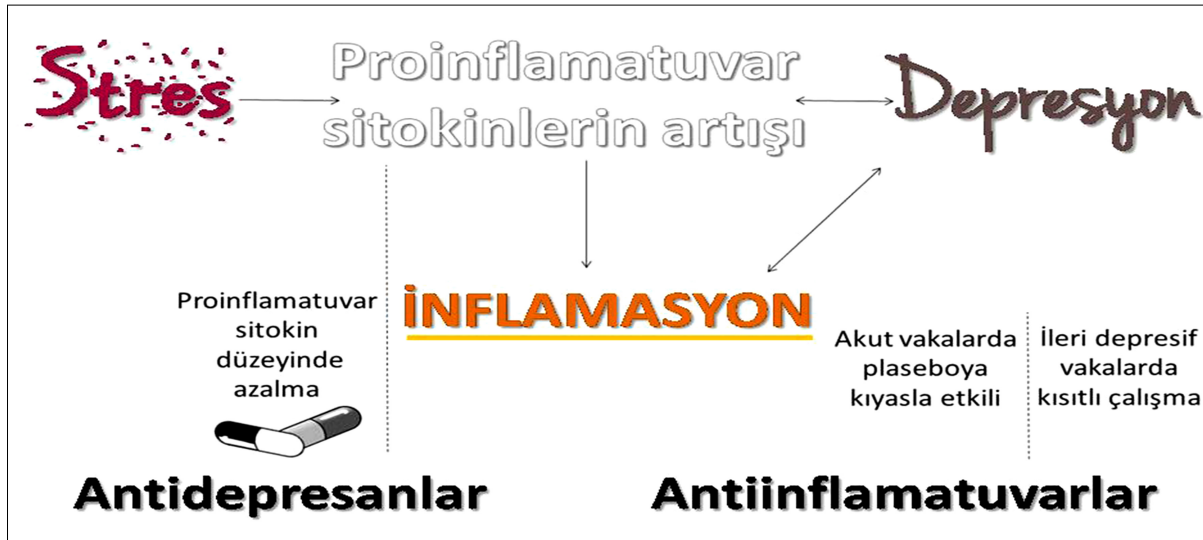 Stres
Proinflamatuvar
sitokinlerin artışı
Depresyon
İNFLAMASYON
Proinflamatuvar
sitokin
düzeyinde
azalma
Akut vakalarda
plaseboya
kıyasla etkili
İleri depresif
vakalarda
kısıtlı çalışma
Antidepresanlar
Antiinflamatuvarlar